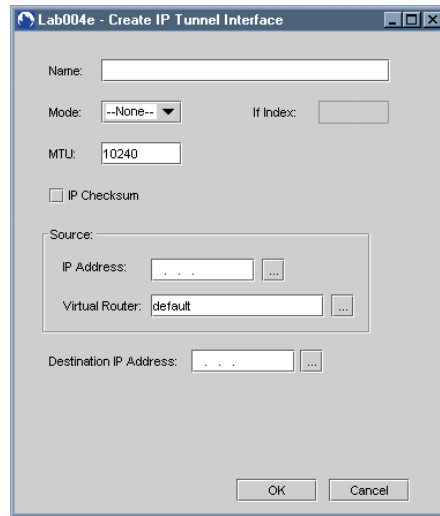 Lab004e - Create IP Tunnel Interface
Name:
Mode: --None-- If Index:
MTU: 10240
IP Checksum
Source:
IP Address: . . . ...
Virtual Router: default ...
Destination IP Address: . . . ...
OK Cancel